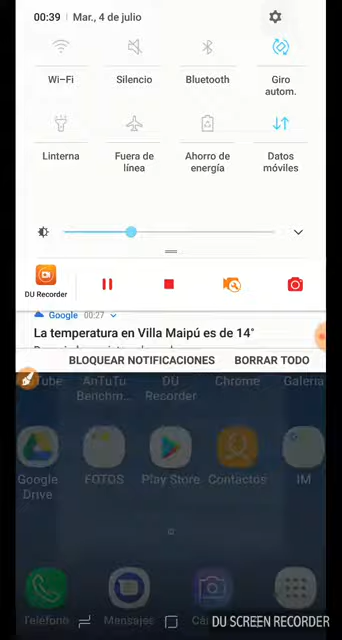 00:39 Mar., 4 de julio
Wi-Fi Silencio Bluetooth Giro autom.
Linterna Fuera de línea Ahorro de energía Datos móviles
DU Recorder
Google 00:27
La temperatura en Villa Maipú es de 14°
BLOQUEAR NOTIFICACIONES BORRAR TODO
AnTuTu Benchm... DU Recorder Chrome Galería
Google Drive FOTOS Play Store Contactos IM
Teléfono Mensajes
DU SCREEN RECORDER